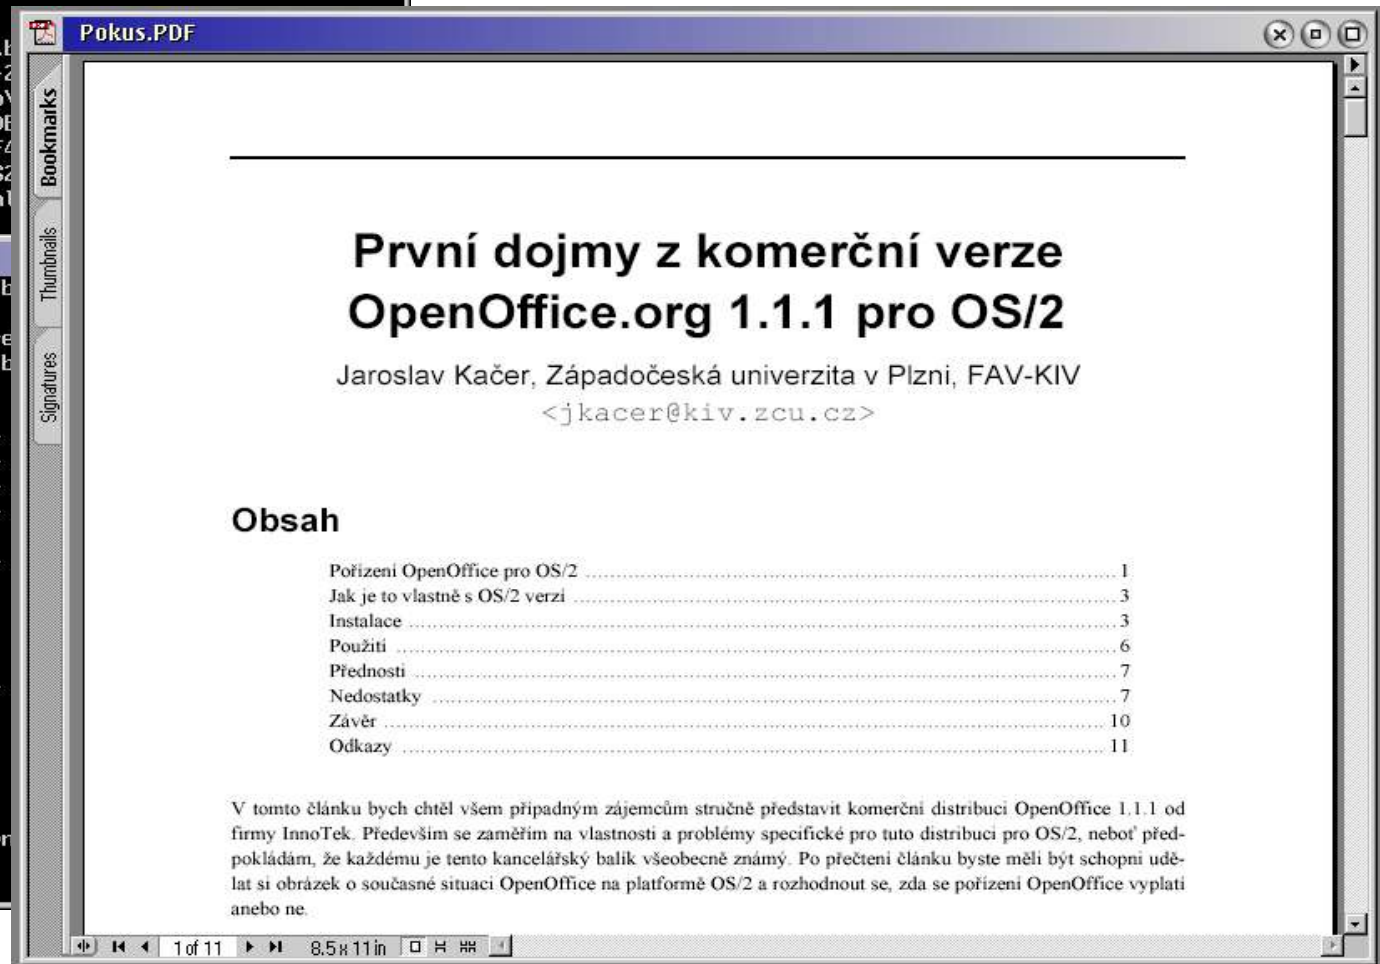 Pokus.PDF
Bookmarks
Thumbnails
Signatures
První dojmy z komerční verze
OpenOffice.org 1.1.1 pro OS/2
Jaroslav Kačer, Západočeská univerzita v Plzni, FAV-KIV
<jkacer@kiv.zcu.cz>
Obsah
Pořízení OpenOffice pro OS/2 ........ 1
Jak je to vlastně s OS/2 verzí ........ 3
Instalace ........ 3
Použití ........ 6
Přednosti ........ 7
Nedostatky ........ 7
Závěr ........ 10
Odkazy ........ 11
V tomto článku bych chtěl všem případným zájemcům stručně představit komerční distribuci OpenOffice 1.1.1 od
firmy InnoTek. Především se zaměřím na vlastnosti a problémy specifické pro tuto distribuci pro OS/2, neboť před-
pokládám, že každému je tento kancelářský balík všeobecně známý. Po přečtení článku byste měli být schopni udě-
lat si obrázek o současné situaci OpenOffice na platformě OS/2 a rozhodnout se, zda se pořízení OpenOffice vyplatí
anebo ne.
1 of 11
8.5 x 11 in